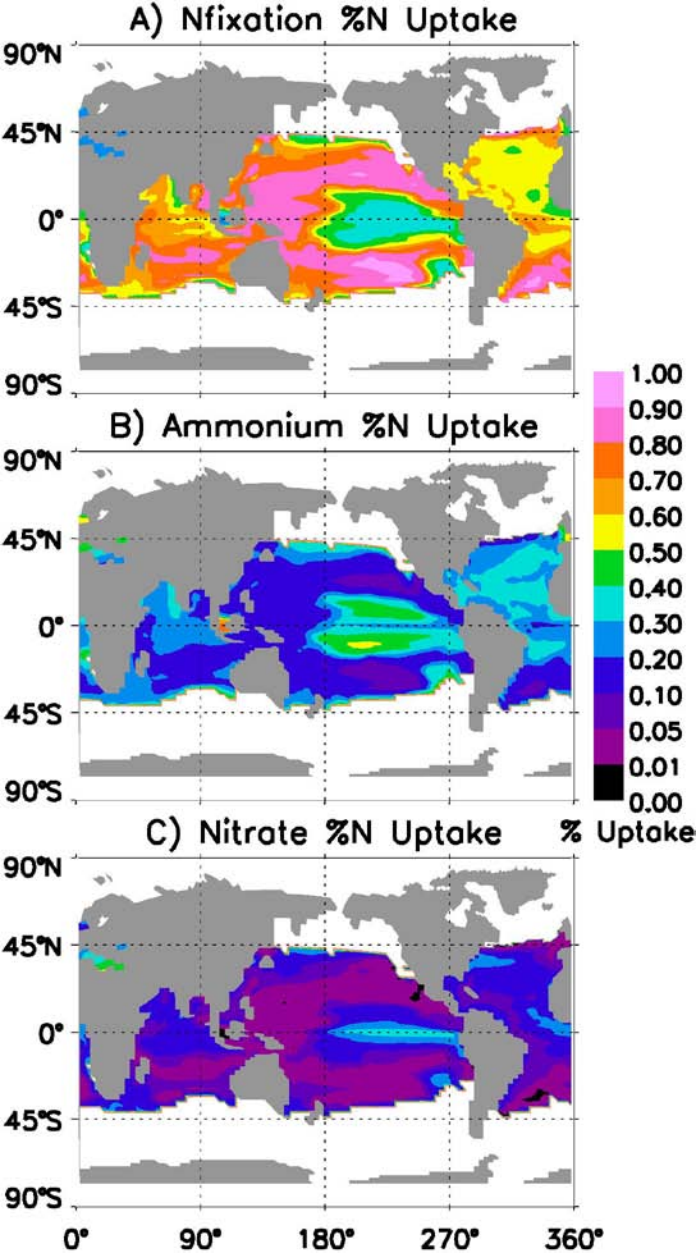 A) Nfixation %N Uptake
90°N
45°N
0°
45°S
90°S
B) Ammonium %N Uptake
90°N
45°N
0°
45°S
90°S
1.00
0.90
0.80
0.70
0.60
0.50
0.40
0.30
0.20
0.10
0.05
0.01
0.00
C) Nitrate %N Uptake
% Uptake
90°N
45°N
0°
45°S
90°S
0° 90° 180° 270° 360°